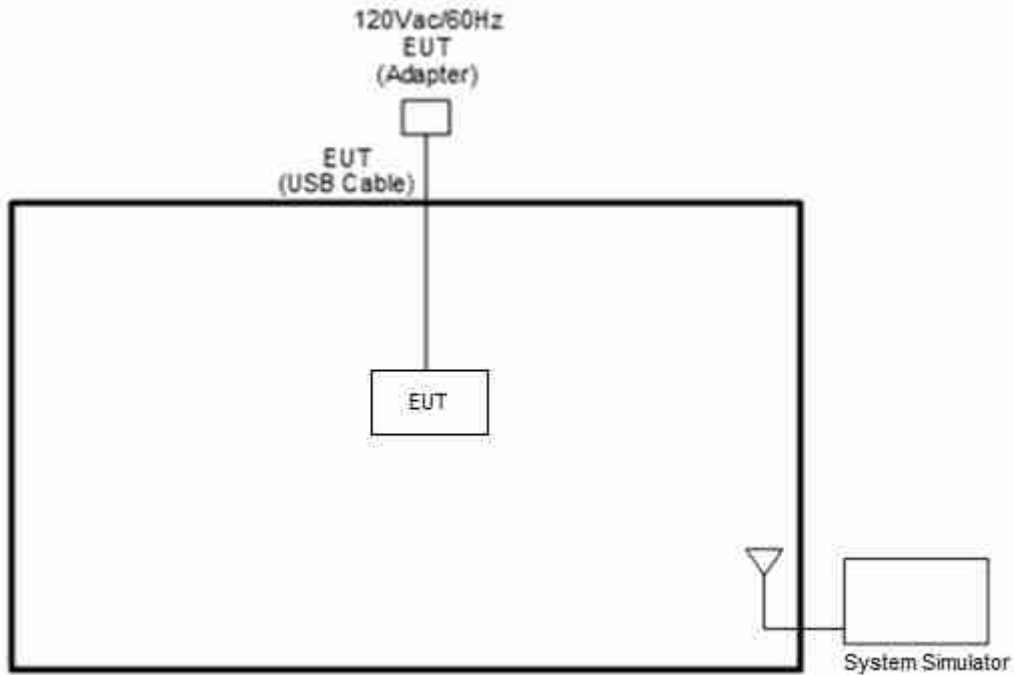 120Vac/60Hz
EUT
(Adapter)
EUT
(USB Cable)
EUT
System Simulator